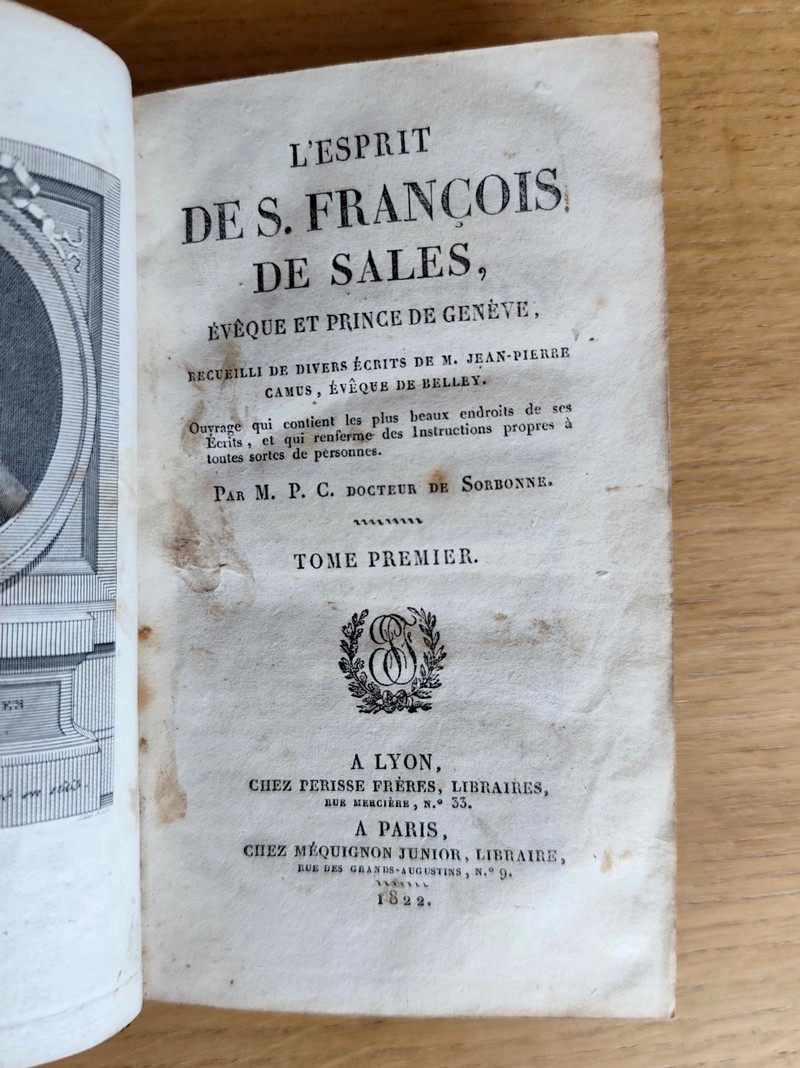 L'ESPRIT
DE S. FRANÇOIS
DE SALES,
ÉVÊQUE ET PRINCE DE GENÈVE,
RECUEILLI DE DIVERS ÉCRITS DE M. JEAN-PIERRE
CAMUS, ÉVÊQUE DE BELLEY.
Ouvrage qui contient les plus beaux endroits de ses
Écrits, et qui renferme des Instructions propres à
toutes sortes de personnes.
PAR M. P. C. DOCTEUR DE SORBONNE.
TOME PREMIER.
A LYON,
CHEZ PERISSE FRÈRES, LIBRAIRES,
RUE MERCIÈRE, N.º 33.
A PARIS,
CHEZ MÉQUIGNON JUNIOR, LIBRAIRE,
RUE DES GRANDS-AUGUSTINS, N.º 9.
1822.
ES
en 1665.